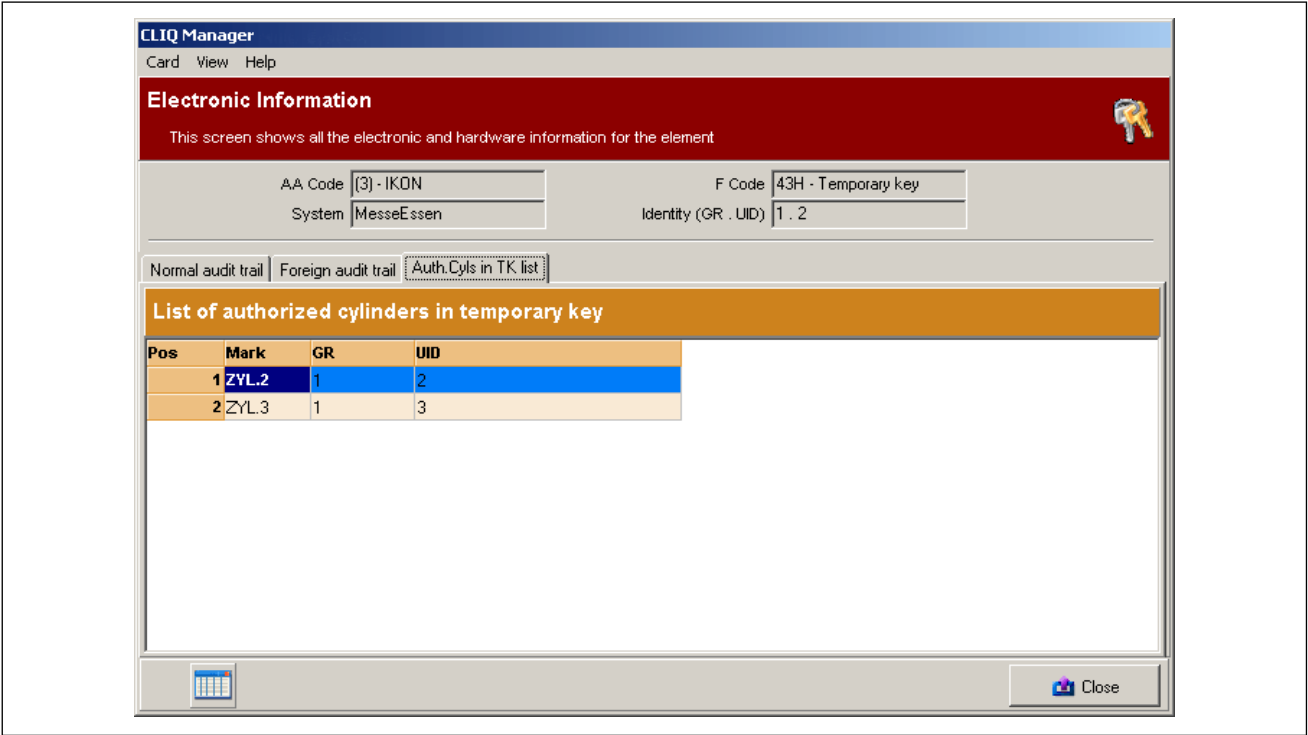 CLIQ Manager
Card View Help
Electronic Information
This screen shows all the electronic and hardware information for the element
AA Code (3) - IKON F Code 43H - Temporary key
System MesseEssen Identity (GR . UID) 1 . 2
Normal audit trail Foreign audit trail Auth.Cyls in TK list
List of authorized cylinders in temporary key
Pos Mark GR UID
1 ZYL.2 1 2
2 ZYL.3 1 3
Close